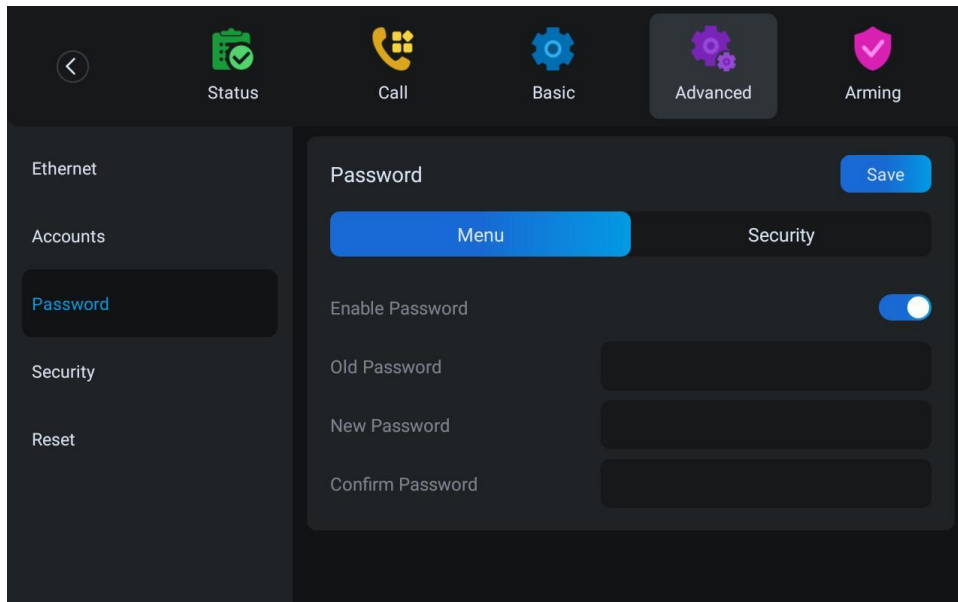 Status
Call
Basic
Advanced
Arming
Ethernet
Accounts
Password
Security
Reset
Password
Save
Menu
Security
Enable Password
Old Password
New Password
Confirm Password